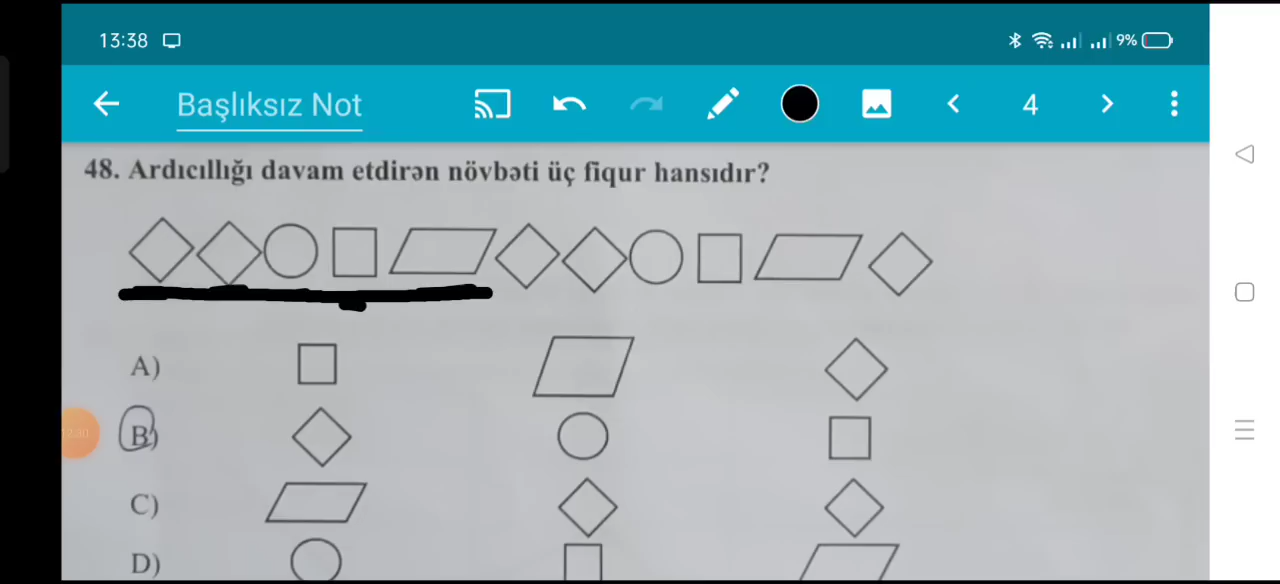 13:38
9%
Başlıksız Not
4
48. Ardıcıllığı davam etdirən növbəti üç fiqur hansıdır?
A)
B)
C)
D)